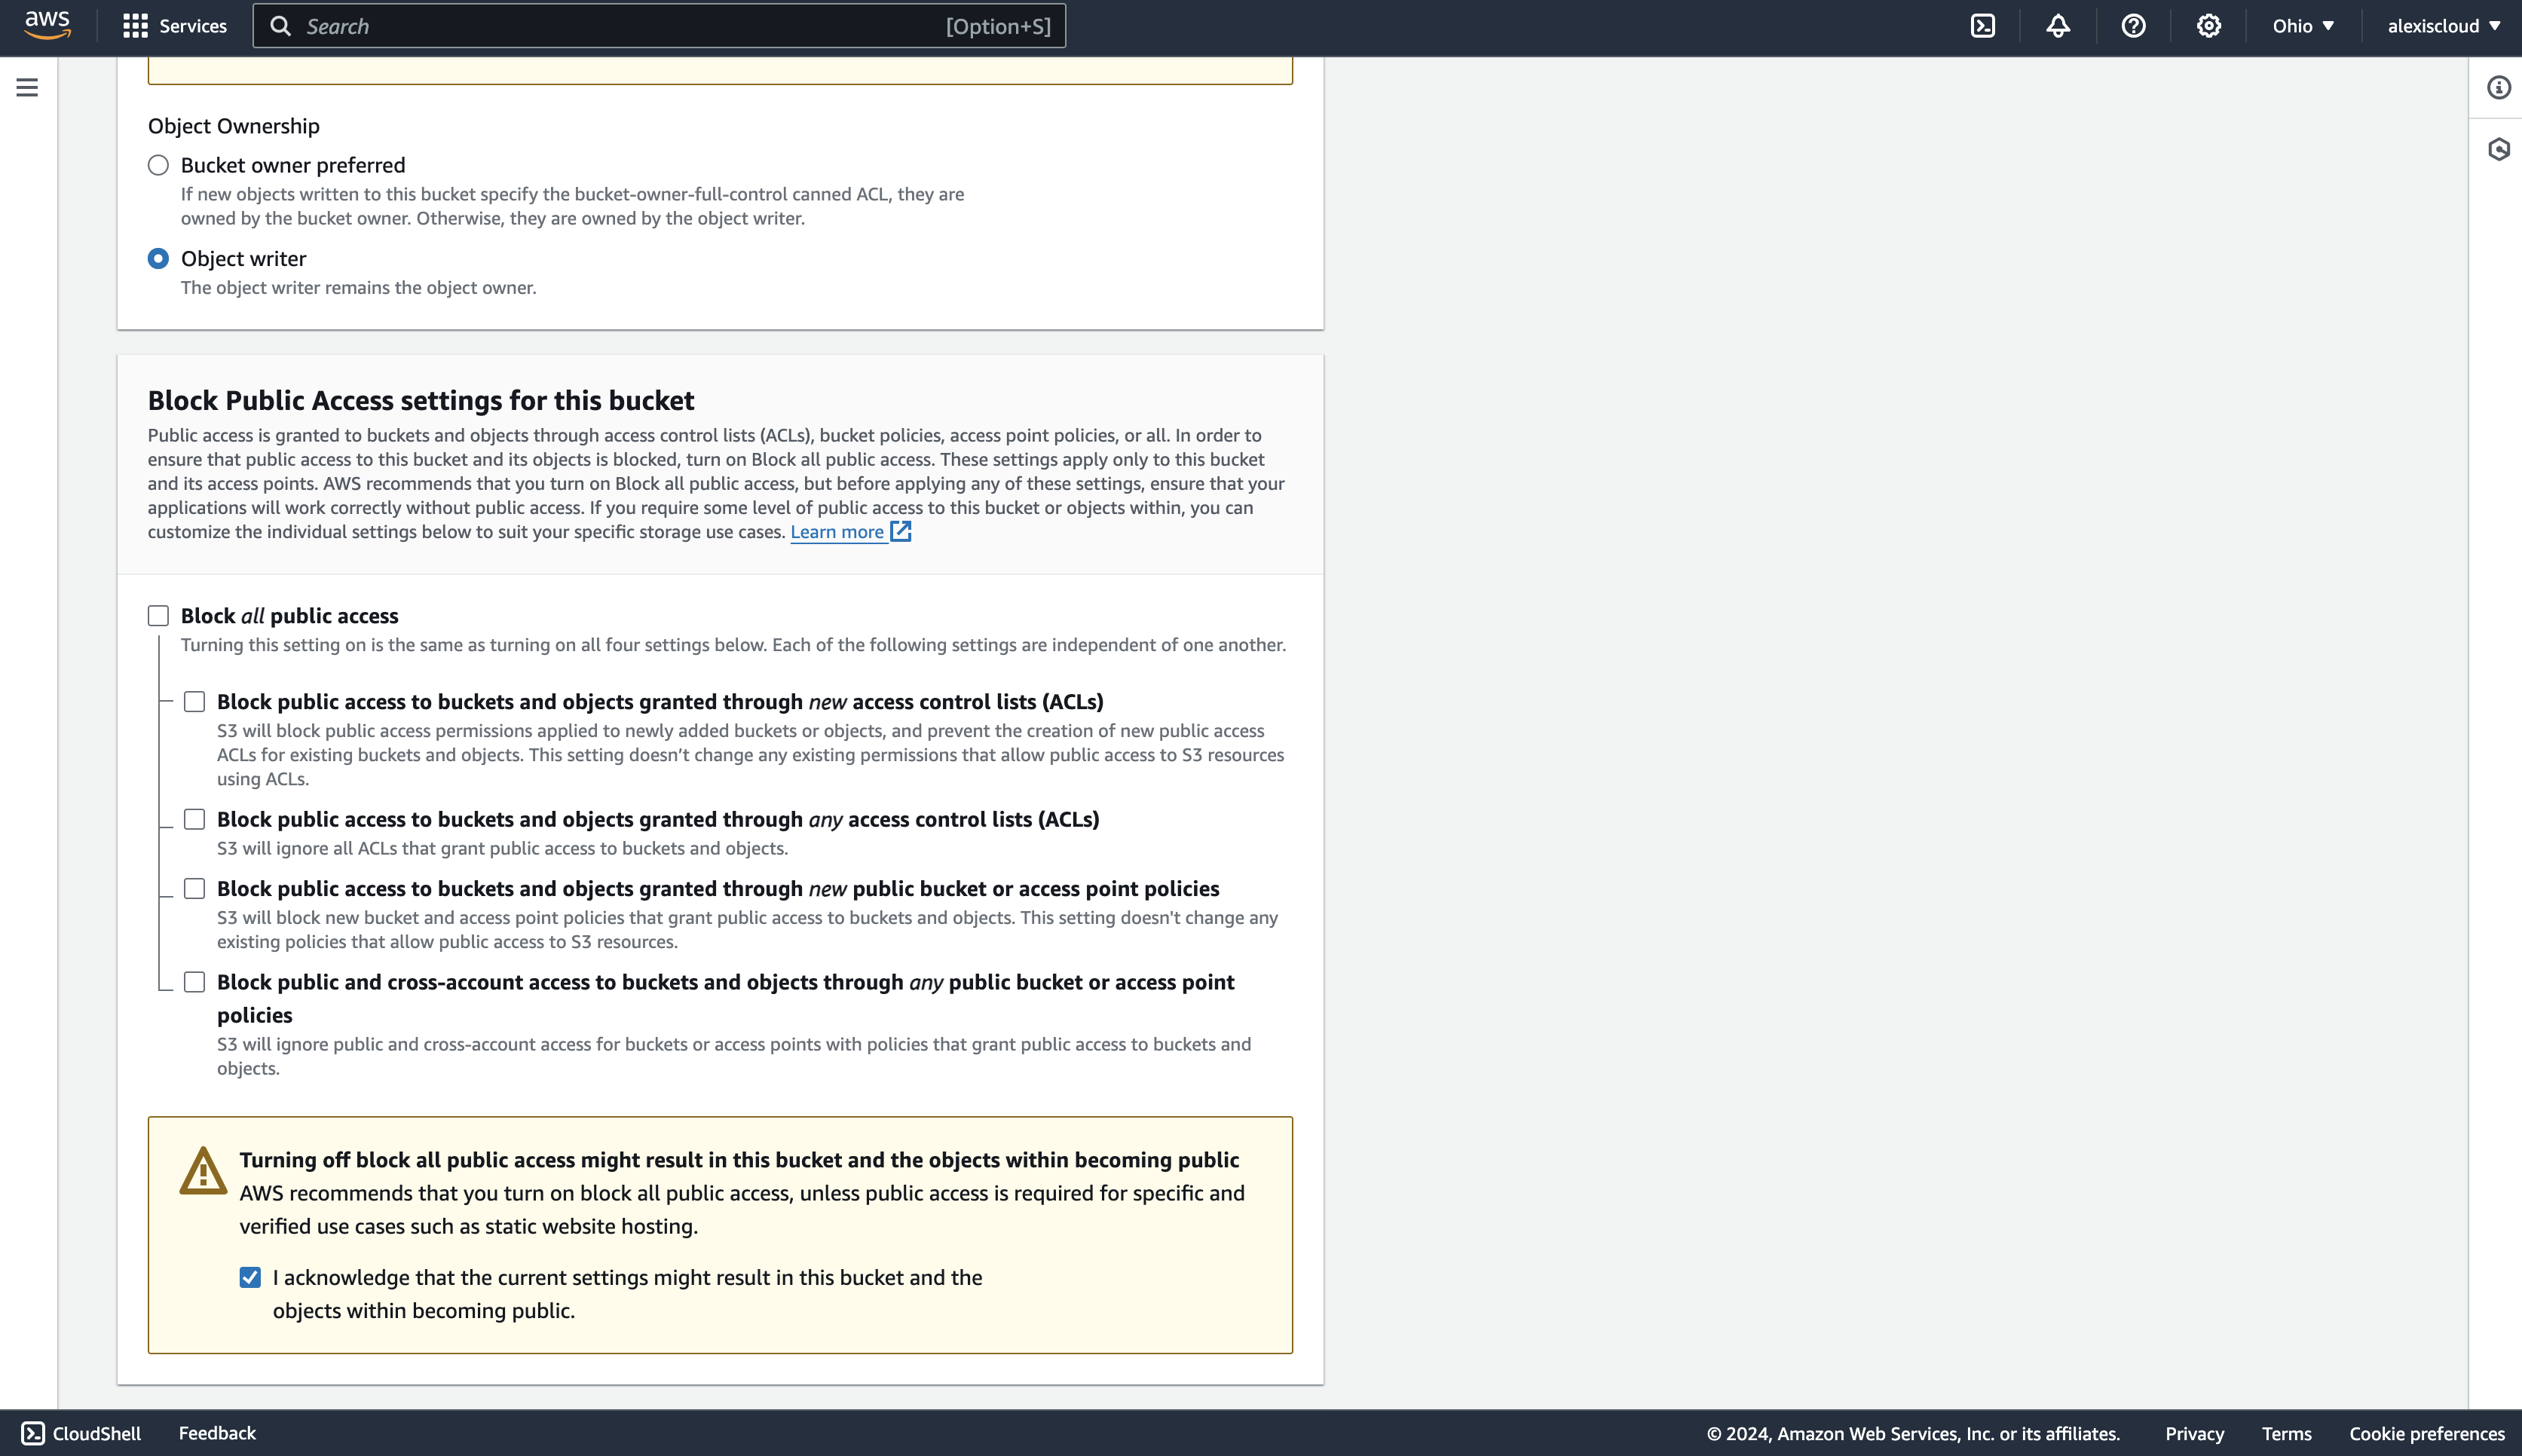 aws
Services
Search
[Option+S]
Ohio
alexiscloud
Object Ownership
Bucket owner preferred
If new objects written to this bucket specify the bucket-owner-full-control canned ACL, they are
owned by the bucket owner. Otherwise, they are owned by the object writer.
Object writer
The object writer remains the object owner.
Block Public Access settings for this bucket
Public access is granted to buckets and objects through access control lists (ACLs), bucket policies, access point policies, or all. In order to
ensure that public access to this bucket and its objects is blocked, turn on Block all public access. These settings apply only to this bucket
and its access points. AWS recommends that you turn on Block all public access, but before applying any of these settings, ensure that your
applications will work correctly without public access. If you require some level of public access to this bucket or objects within, you can
customize the individual settings below to suit your specific storage use cases. Learn more
Block all public access
Turning this setting on is the same as turning on all four settings below. Each of the following settings are independent of one another.
Block public access to buckets and objects granted through new access control lists (ACLs)
S3 will block public access permissions applied to newly added buckets or objects, and prevent the creation of new public access
ACLs for existing buckets and objects. This setting doesn’t change any existing permissions that allow public access to S3 resources
using ACLs.
Block public access to buckets and objects granted through any access control lists (ACLs)
S3 will ignore all ACLs that grant public access to buckets and objects.
Block public access to buckets and objects granted through new public bucket or access point policies
S3 will block new bucket and access point policies that grant public access to buckets and objects. This setting doesn't change any
existing policies that allow public access to S3 resources.
Block public and cross-account access to buckets and objects through any public bucket or access point
policies
S3 will ignore public and cross-account access for buckets or access points with policies that grant public access to buckets and
objects.
Turning off block all public access might result in this bucket and the objects within becoming public
AWS recommends that you turn on block all public access, unless public access is required for specific and
verified use cases such as static website hosting.
I acknowledge that the current settings might result in this bucket and the
objects within becoming public.
CloudShell
Feedback
© 2024, Amazon Web Services, Inc. or its affiliates.
Privacy
Terms
Cookie preferences